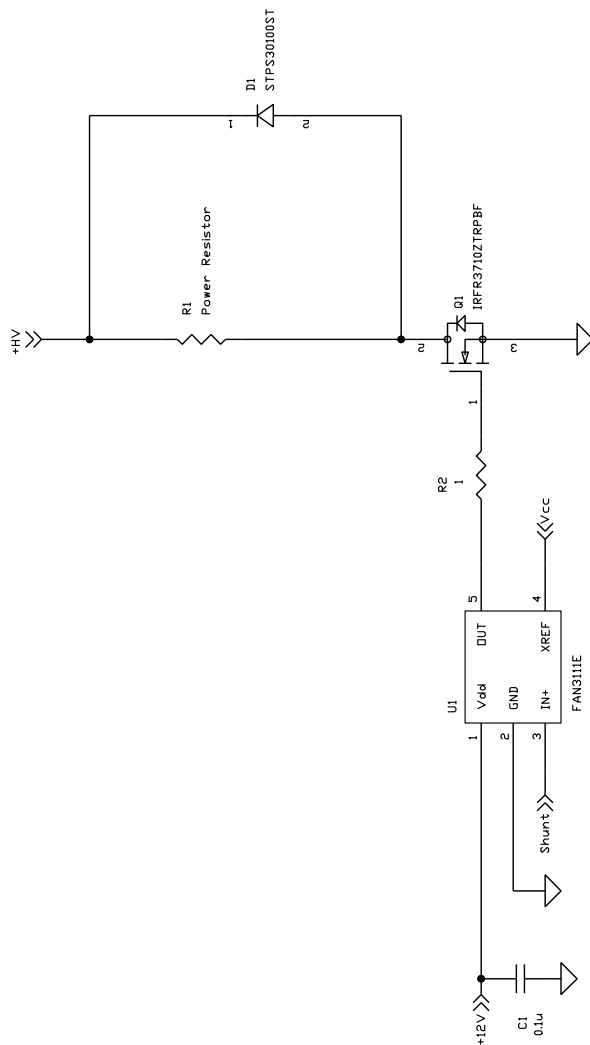 +HV
D1
STPS30100ST
1
2
R1
Power Resistor
Q1
IRFR3710ZTRPBF
2
3
1
R2
1
Vcc
5
4
U1
Vdd
OUT
GND
IN+
XREF
FAN3111E
1
2
3
Shunt
+12V
C1
0.1u